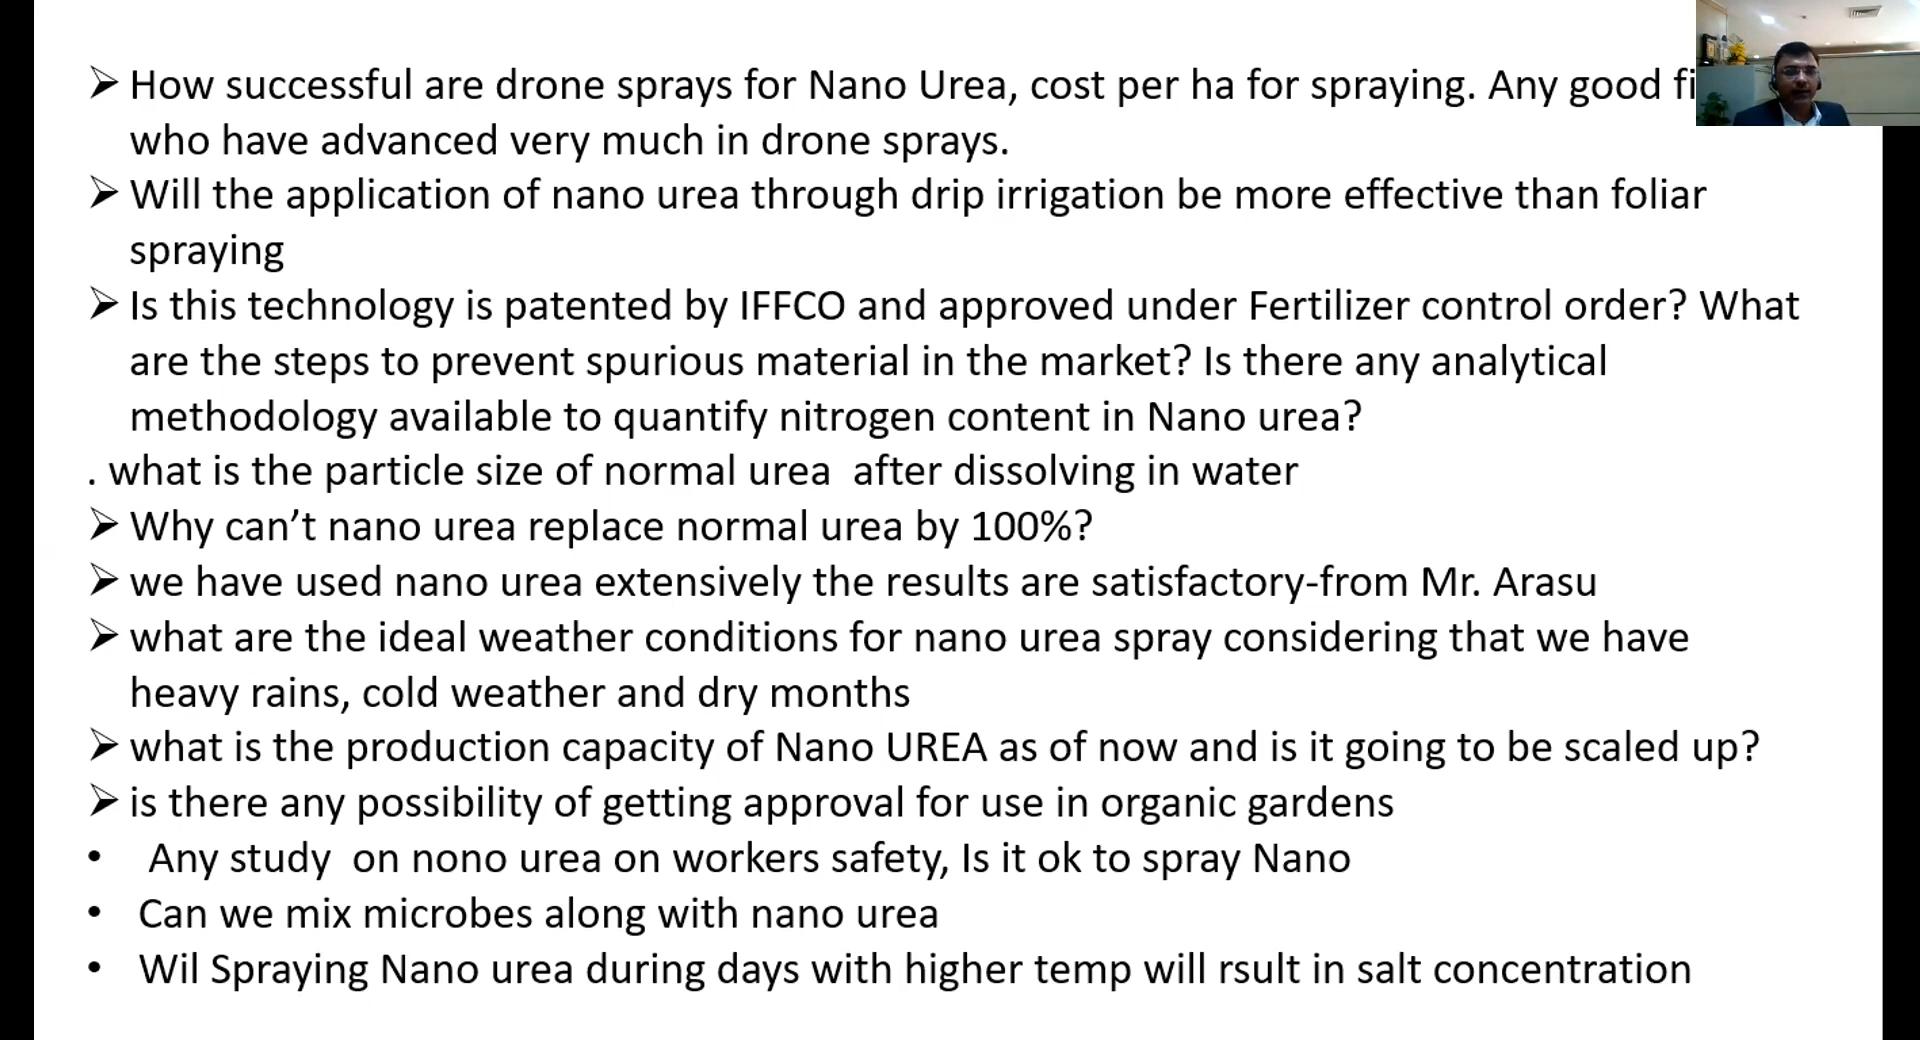 ➢ How successful are drone sprays for Nano Urea, cost per ha for spraying. Any good
who have advanced very much in drone sprays.
➢ Will the application of nano urea through drip irrigation be more effective than foliar
spraying
➢ Is this technology is patented by IFFCO and approved under Fertilizer control order? What
are the steps to prevent spurious material in the market? Is there any analytical
methodology available to quantify nitrogen content in Nano urea?
. what is the particle size of normal urea  after dissolving in water
➢ Why can’t nano urea replace normal urea by 100%?
➢ we have used nano urea extensively the results are satisfactory-from Mr. Arasu
➢ what are the ideal weather conditions for nano urea spray considering that we have
heavy rains, cold weather and dry months
➢ what is the production capacity of Nano UREA as of now and is it going to be scaled up?
➢ is there any possibility of getting approval for use in organic gardens
• Any study  on nono urea on workers safety, Is it ok to spray Nano
• Can we mix microbes along with nano urea
• Wil Spraying Nano urea during days with higher temp will rsult in salt concentration